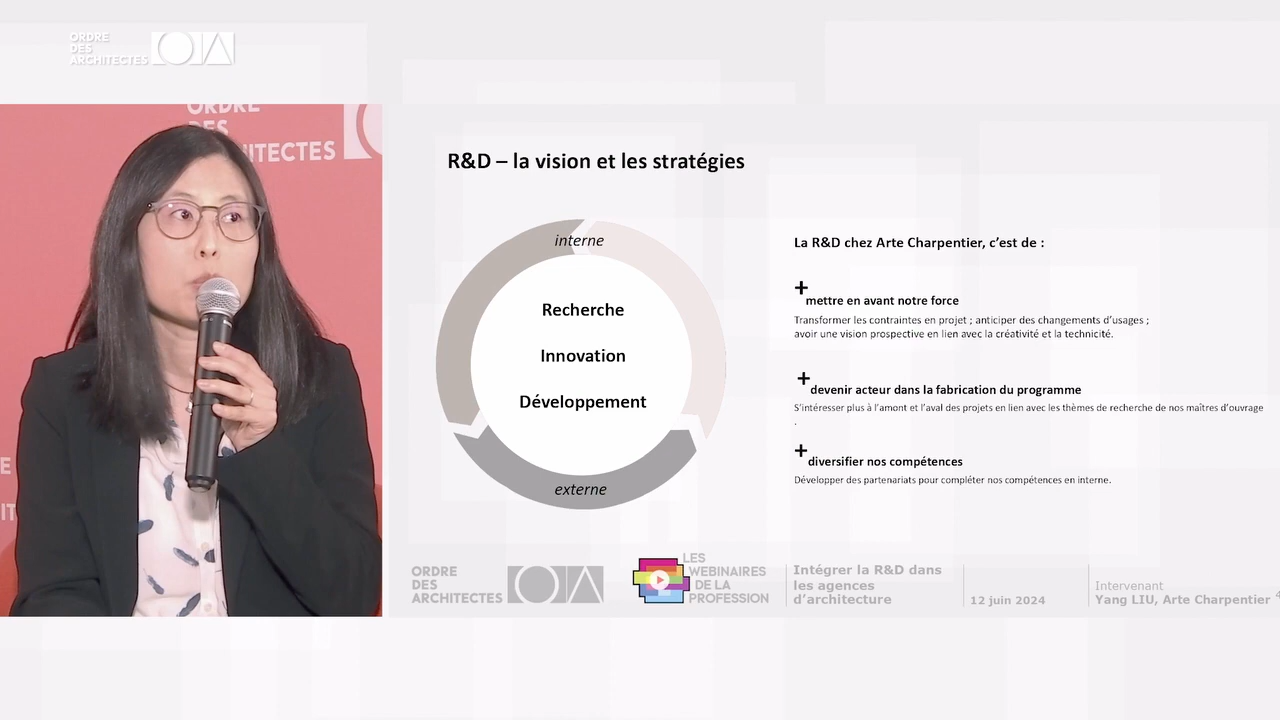 ORDRE
DES
ARCHITECTES
ORDRE
DES
ARCHITECTES
R&D – la vision et les stratégies
interne
Recherche
Innovation
Développement
externe
La R&D chez Arte Charpentier, c’est de :
+
mettre en avant notre force
Transformer les contraintes en projet ; anticiper des changements d’usages ;
avoir une vision prospective en lien avec la créativité et la technicité.
+
devenir acteur dans la fabrication du programme
S’intéresser plus à l’amont et l’aval des projets en lien avec les thèmes de recherche de nos maîtres d’ouvrage
.
+
diversifier nos compétences
Développer des partenariats pour compléter nos compétences en interne.
ORDRE
DES
ARCHITECTES
LES
WEBINAIRES
DE LA
PROFESSION
Intégrer la R&D dans
les agences
d’architecture
12 juin 2024
Intervenant
Yang LIU, Arte Charpentier
4